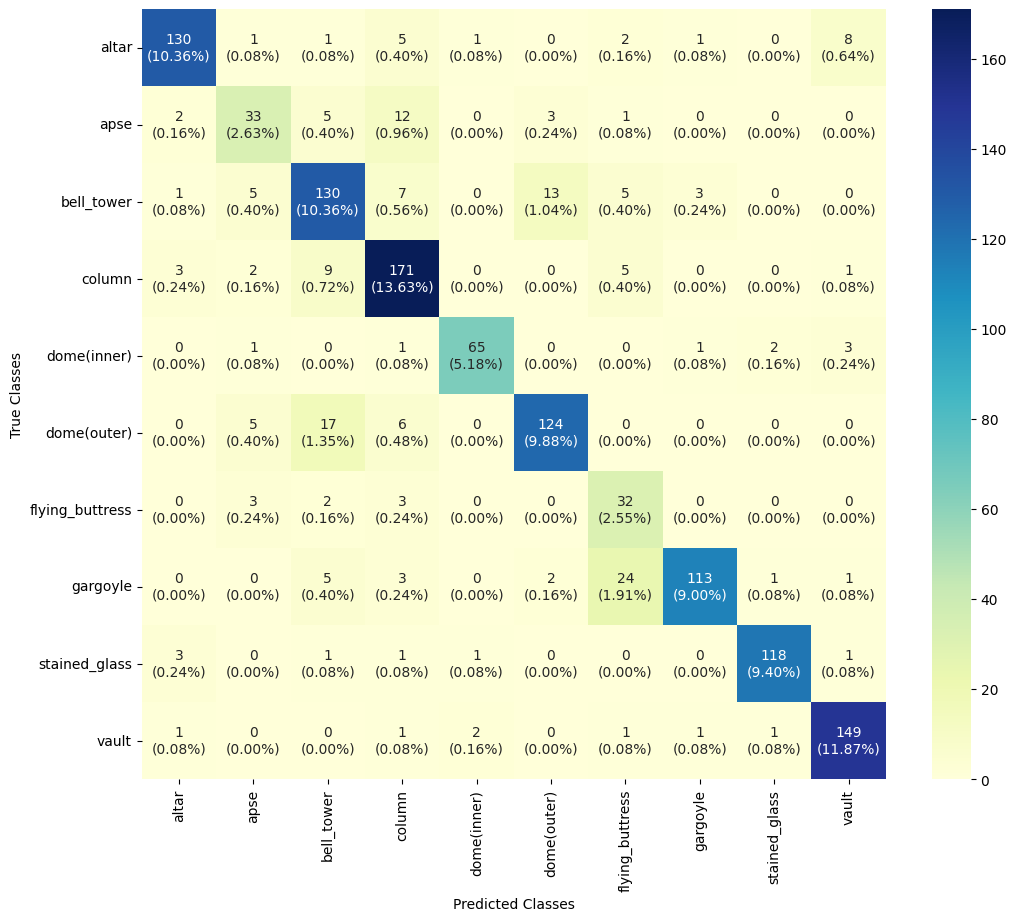 altar
130 1 1 5 1 0 2 1 0 8
(10.36%) (0.08%) (0.08%) (0.40%) (0.08%) (0.00%) (0.16%) (0.08%) (0.00%) (0.64%)
apse
2 33 5 12 0 3 1 0 0 0
(0.16%) (2.63%) (0.40%) (0.96%) (0.00%) (0.24%) (0.08%) (0.00%) (0.00%) (0.00%)
bell_tower
1 5 130 7 0 13 5 3 0 0
(0.08%) (0.40%) (10.36%) (0.56%) (0.00%) (1.04%) (0.40%) (0.24%) (0.00%) (0.00%)
column
3 2 9 171 0 0 5 0 0 1
(0.24%) (0.16%) (0.72%) (13.63%) (0.00%) (0.00%) (0.40%) (0.00%) (0.00%) (0.08%)
dome(inner)
0 1 0 1 65 0 0 1 2 3
(0.00%) (0.08%) (0.00%) (0.08%) (5.18%) (0.00%) (0.00%) (0.08%) (0.16%) (0.24%)
dome(outer)
0 5 17 6 0 124 0 0 0 0
(0.00%) (0.40%) (1.35%) (0.48%) (0.00%) (9.88%) (0.00%) (0.00%) (0.00%) (0.00%)
flying_buttress
0 3 2 3 0 0 32 0 0 0
(0.00%) (0.24%) (0.16%) (0.24%) (0.00%) (0.00%) (2.55%) (0.00%) (0.00%) (0.00%)
gargoyle
0 0 5 3 0 2 24 113 1 1
(0.00%) (0.00%) (0.40%) (0.24%) (0.00%) (0.16%) (1.91%) (9.00%) (0.08%) (0.08%)
stained_glass
3 0 1 1 1 0 0 0 118 1
(0.24%) (0.00%) (0.08%) (0.08%) (0.08%) (0.00%) (0.00%) (0.00%) (9.40%) (0.08%)
vault
1 0 0 1 2 0 1 1 1 149
(0.08%) (0.00%) (0.00%) (0.08%) (0.16%) (0.00%) (0.08%) (0.08%) (0.08%) (11.87%)
True Classes
altar
apse
bell_tower
column
dome(inner)
dome(outer)
flying_buttress
gargoyle
stained_glass
vault
Predicted Classes
160
140
120
100
80
60
40
20
0